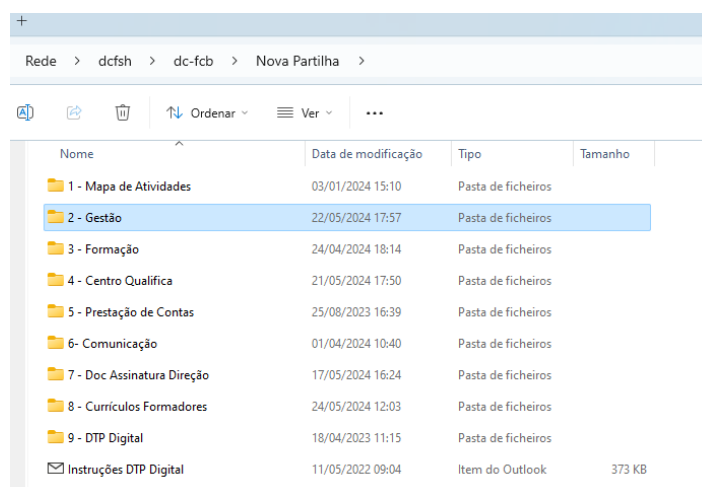 +
Rede > dcfsh > dc-fcb > Nova Partilha >
A Ordenar Ver ...
Nome Data de modificação Tipo Tamanho
1 - Mapa de Atividades 03/01/2024 15:10 Pasta de ficheiros
2 - Gestão 22/05/2024 17:57 Pasta de ficheiros
3 - Formação 24/04/2024 18:14 Pasta de ficheiros
4 - Centro Qualifica 21/05/2024 17:50 Pasta de ficheiros
5 - Prestação de Contas 25/08/2023 16:39 Pasta de ficheiros
6- Comunicação 01/04/2024 10:40 Pasta de ficheiros
7 - Doc Assinatura Direção 17/05/2024 16:24 Pasta de ficheiros
8 - Currículos Formadores 24/05/2024 12:03 Pasta de ficheiros
9 - DTP Digital 18/04/2023 11:15 Pasta de ficheiros
Instruções DTP Digital 11/05/2022 09:04 Item do Outlook 373 KB